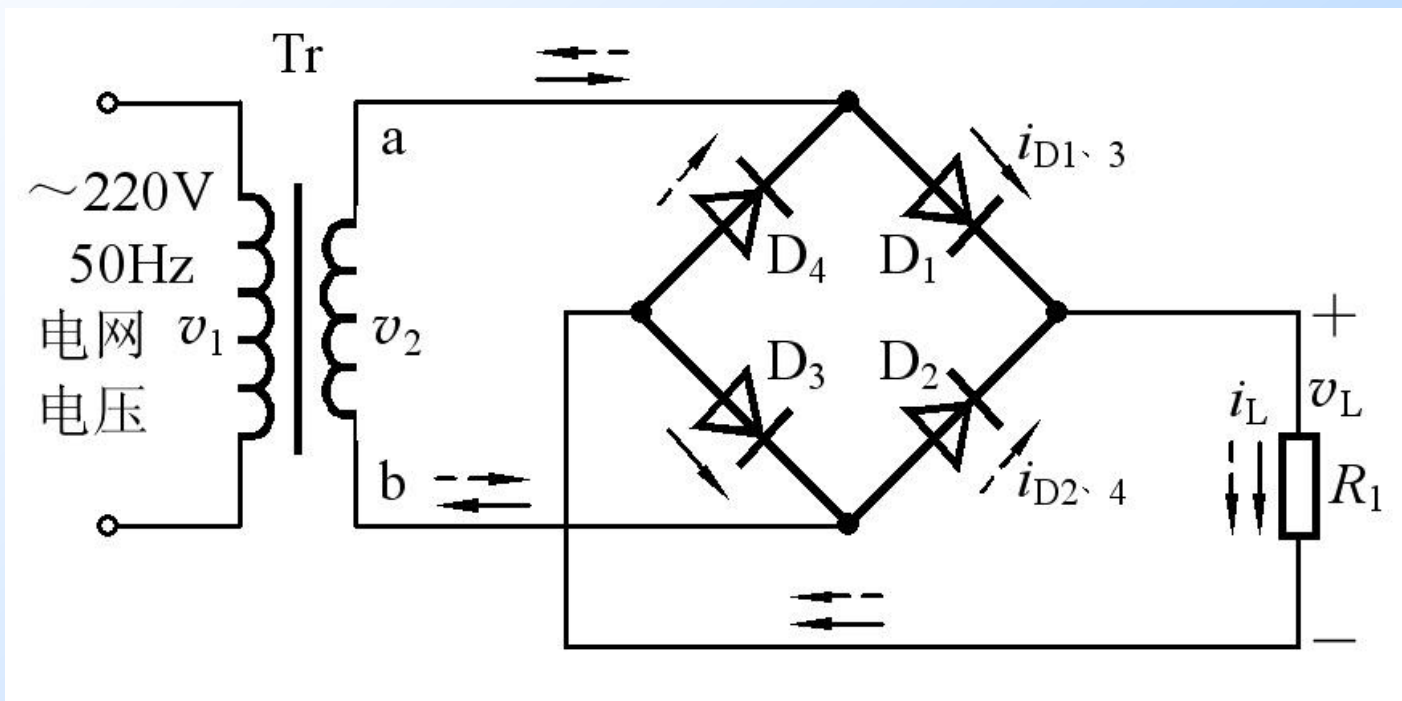 Tr
a
～220V
50Hz
电网
电压
v1
v2
b
iD1、3
D4
D1
D3
D2
iD2、4
+
vL
iL
R1
−